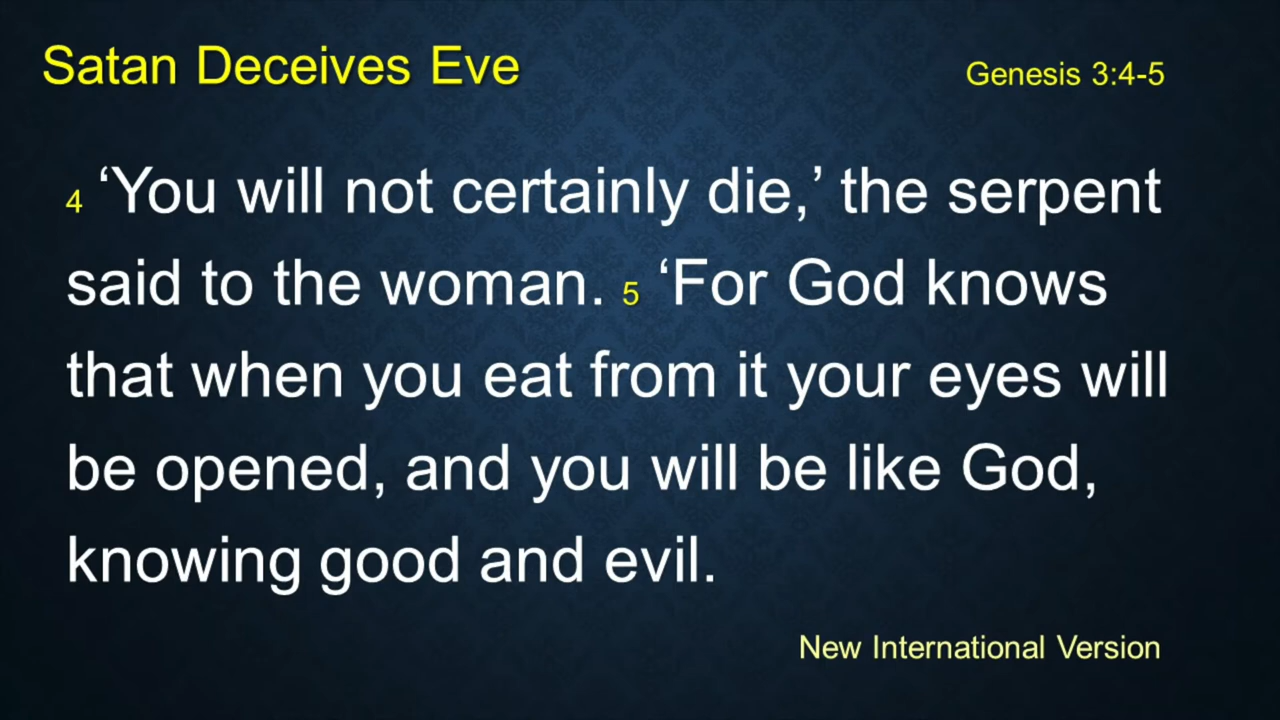 Satan Deceives Eve
Genesis 3:4-5
4 ‘You will not certainly die,’ the serpent
said to the woman. 5 ‘For God knows
that when you eat from it your eyes will
be opened, and you will be like God,
knowing good and evil.
New International Version